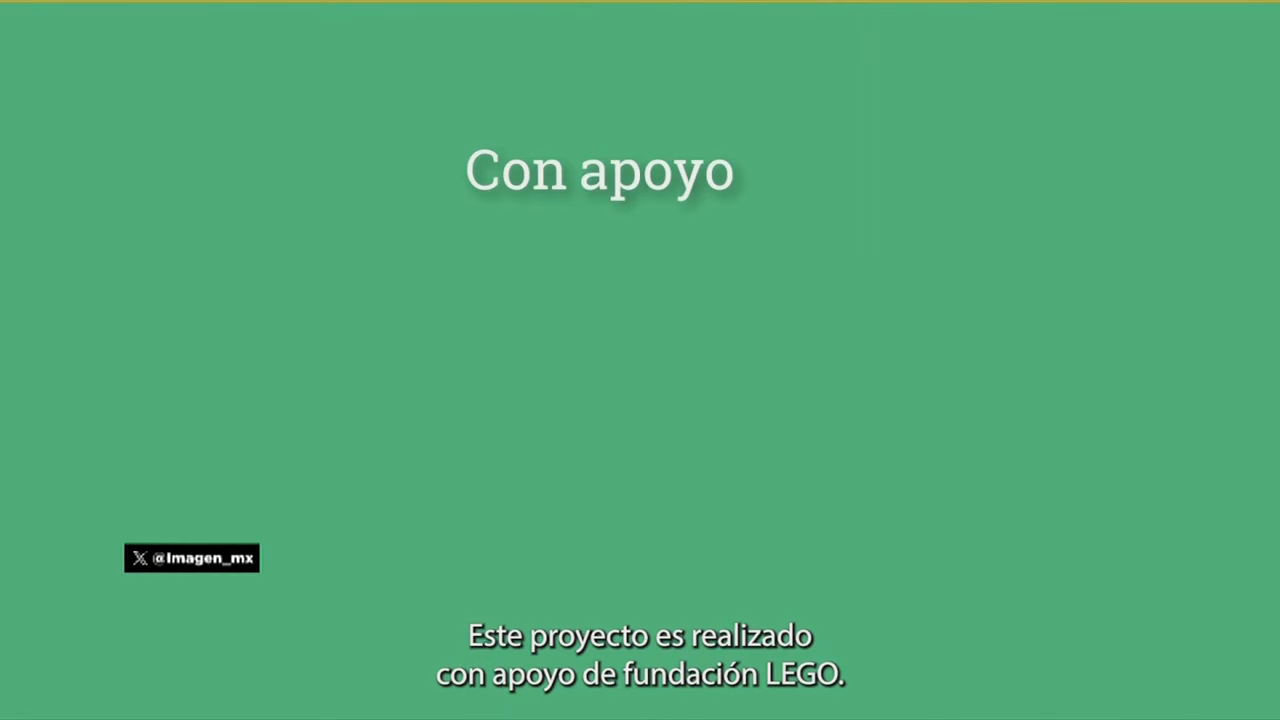 Con apoyo
X @Imagen_mx
Este proyecto es realizado
con apoyo de fundación LEGO.